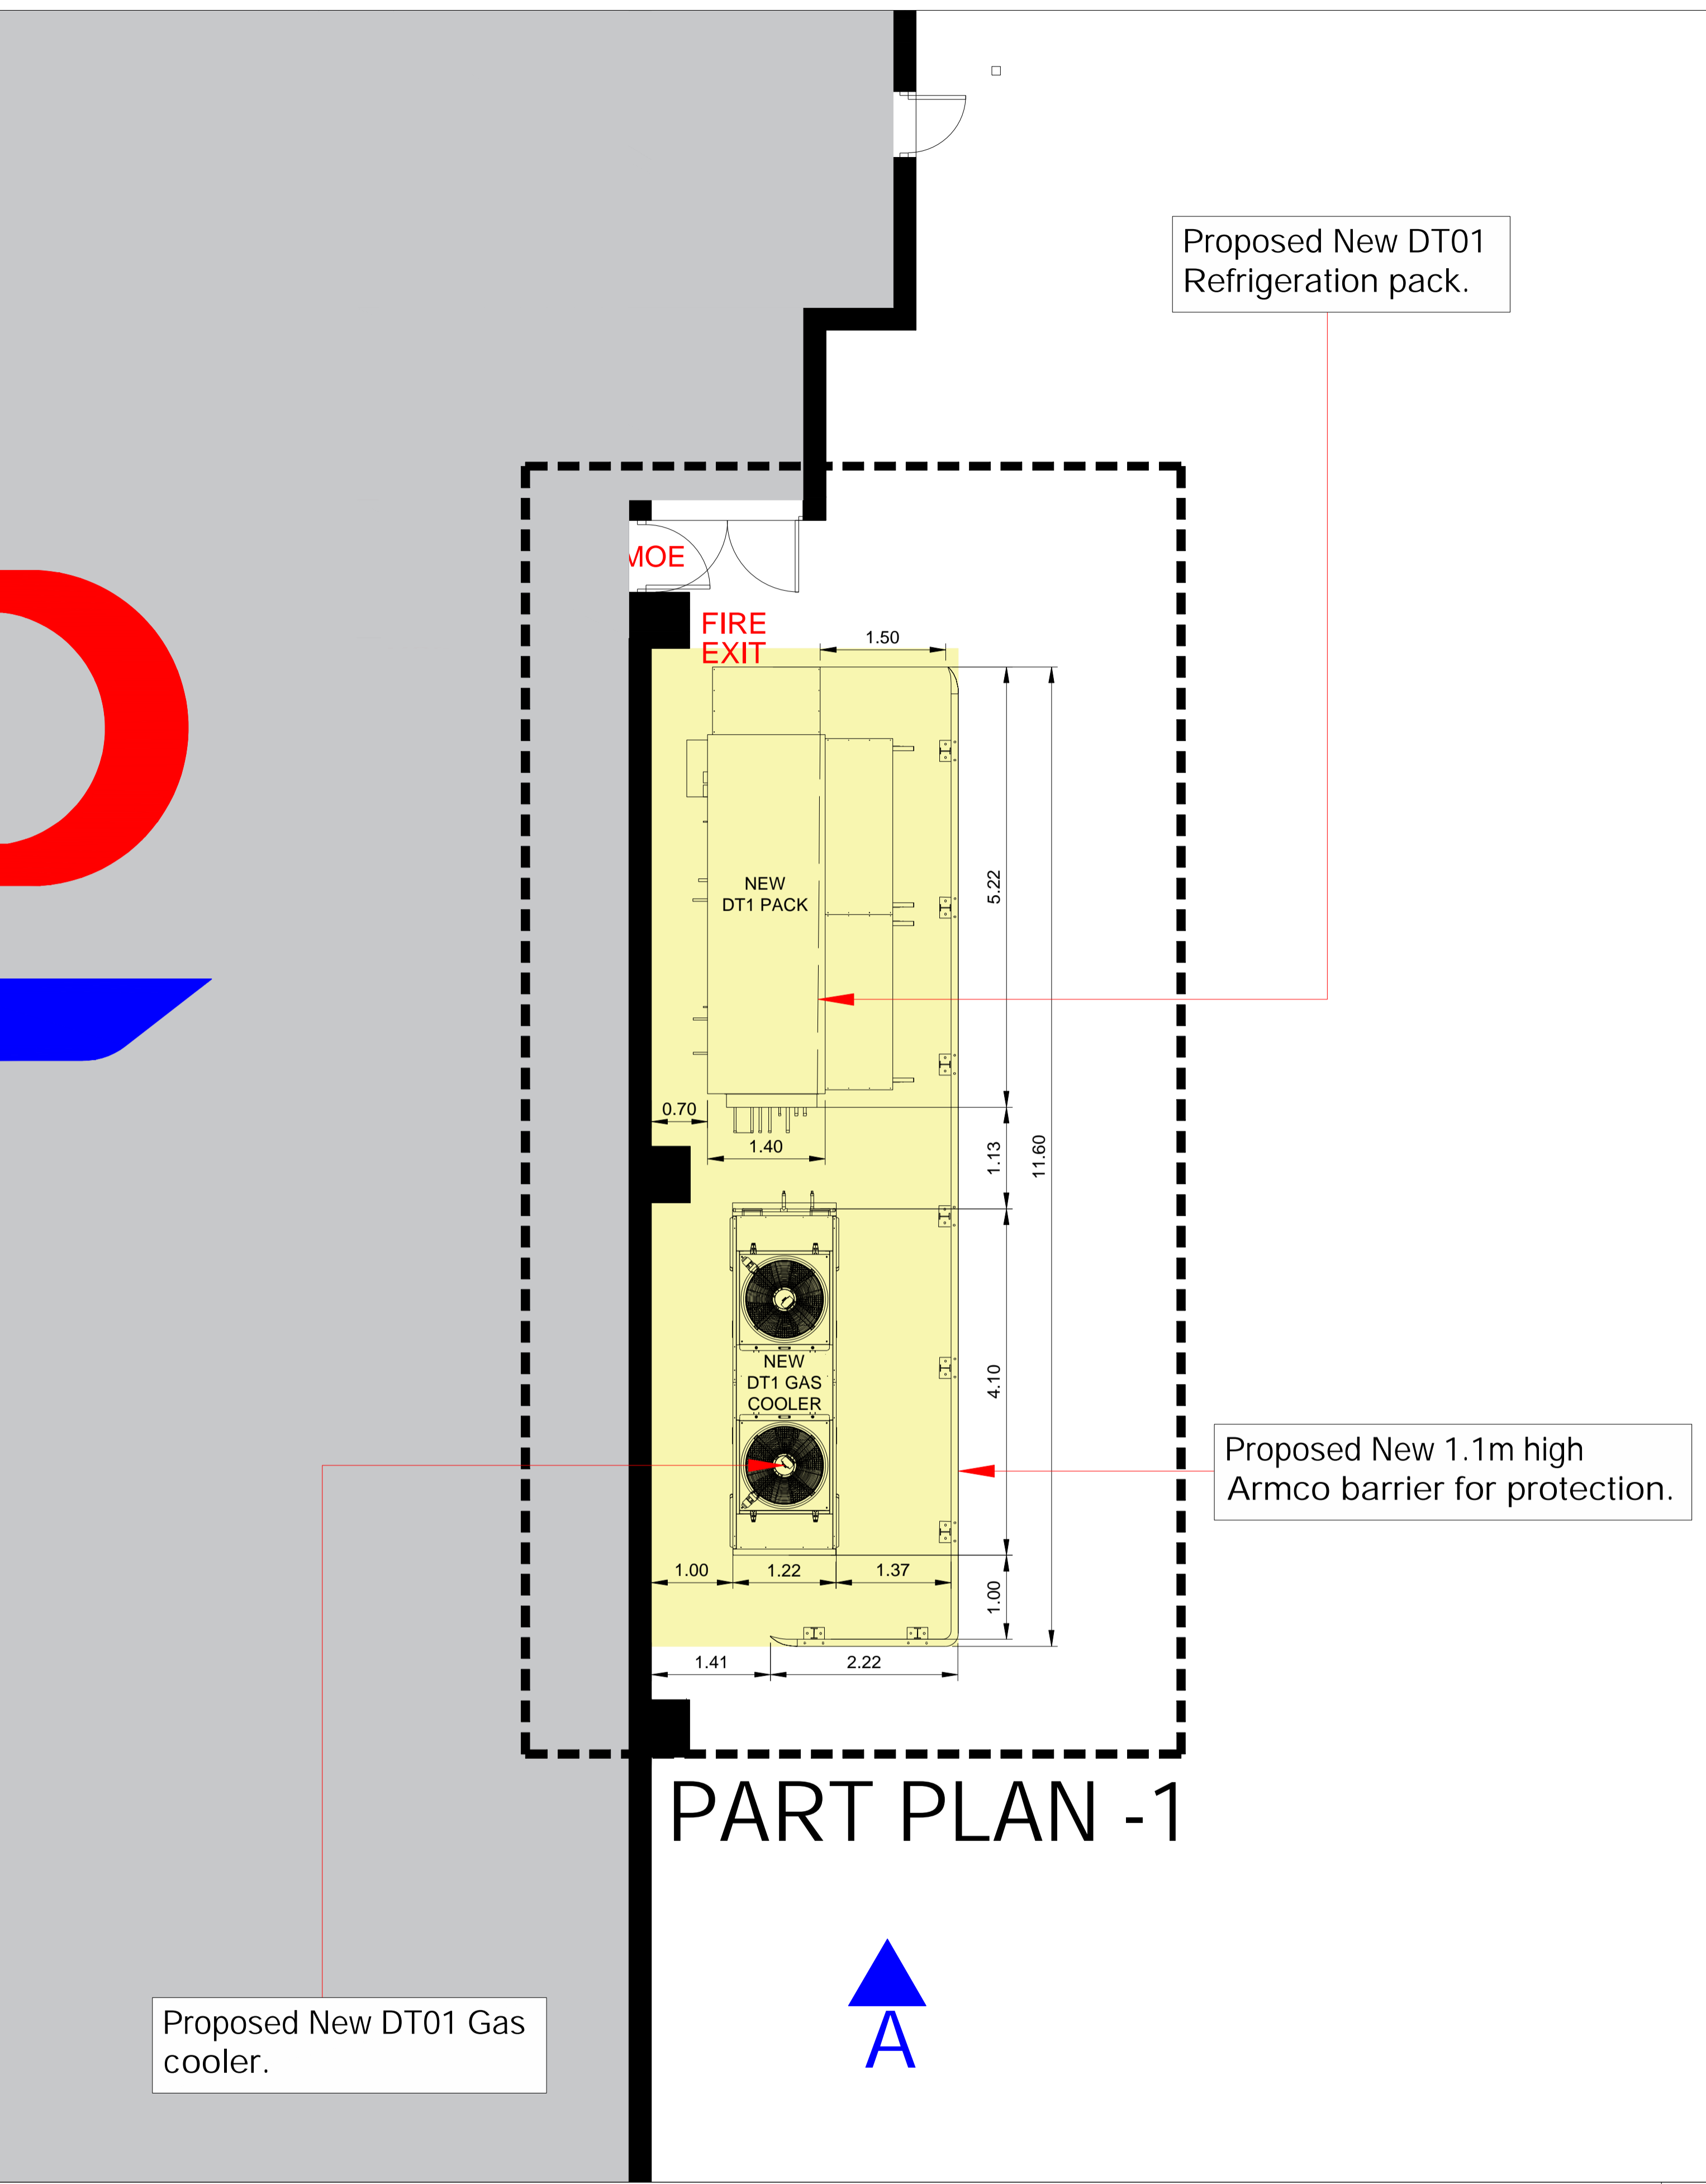 Proposed New DT01
Refrigeration pack.
MOE
FIRE
EXIT
1.50
NEW
DT1 PACK
5.22
0.70
1.40
1.13
11.60
NEW
DT1 GAS
COOLER
4.10
Proposed New 1.1m high
Armco barrier for protection.
1.00
1.22
1.37
1.00
1.41
2.22
PART PLAN -1
A
Proposed New DT01 Gas
cooler.